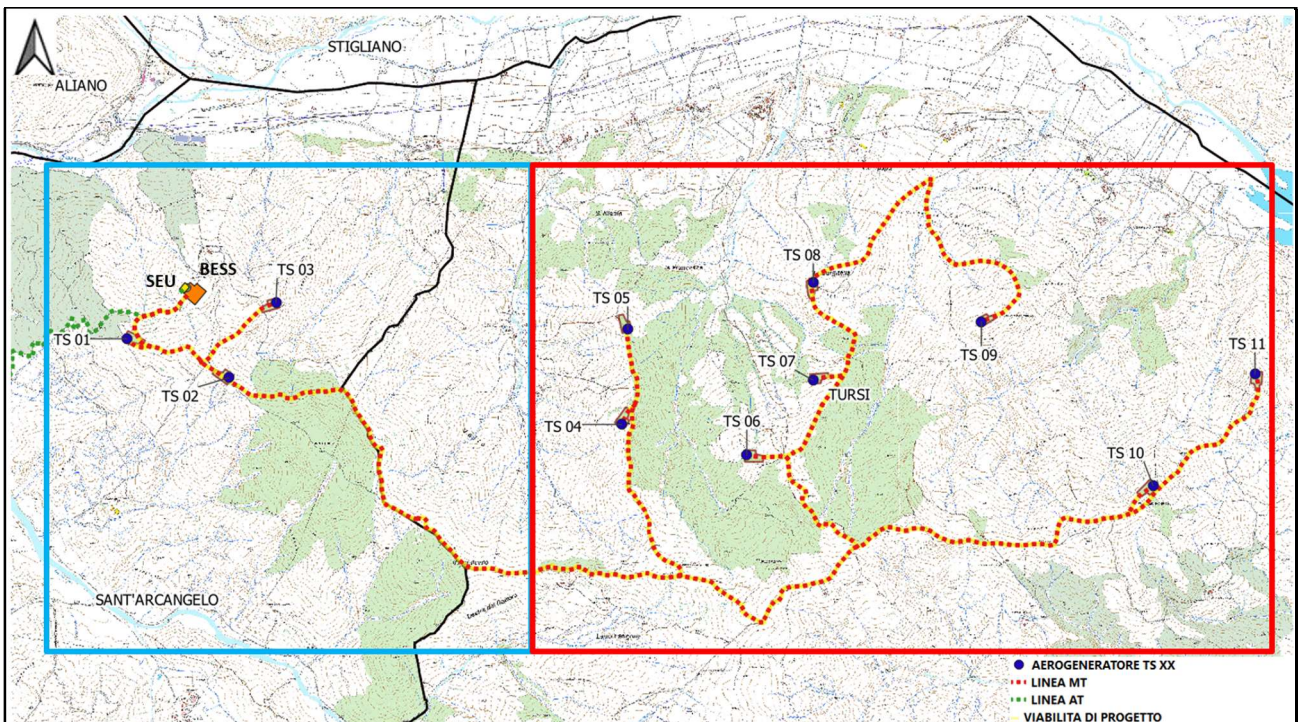 STIGLIANO
ALIANO
TS 08
BESS
SEU
TS 03
TS 05
TS 01
TS 09
TS 11
TS 07
TS 02
TURSI
TS 06
TS 04
TS 10
SANT'ARCANGELO
AEROGENERATORE TS XX
LINEA MT
LINEA AT
VIABILITA DI PROGETTO